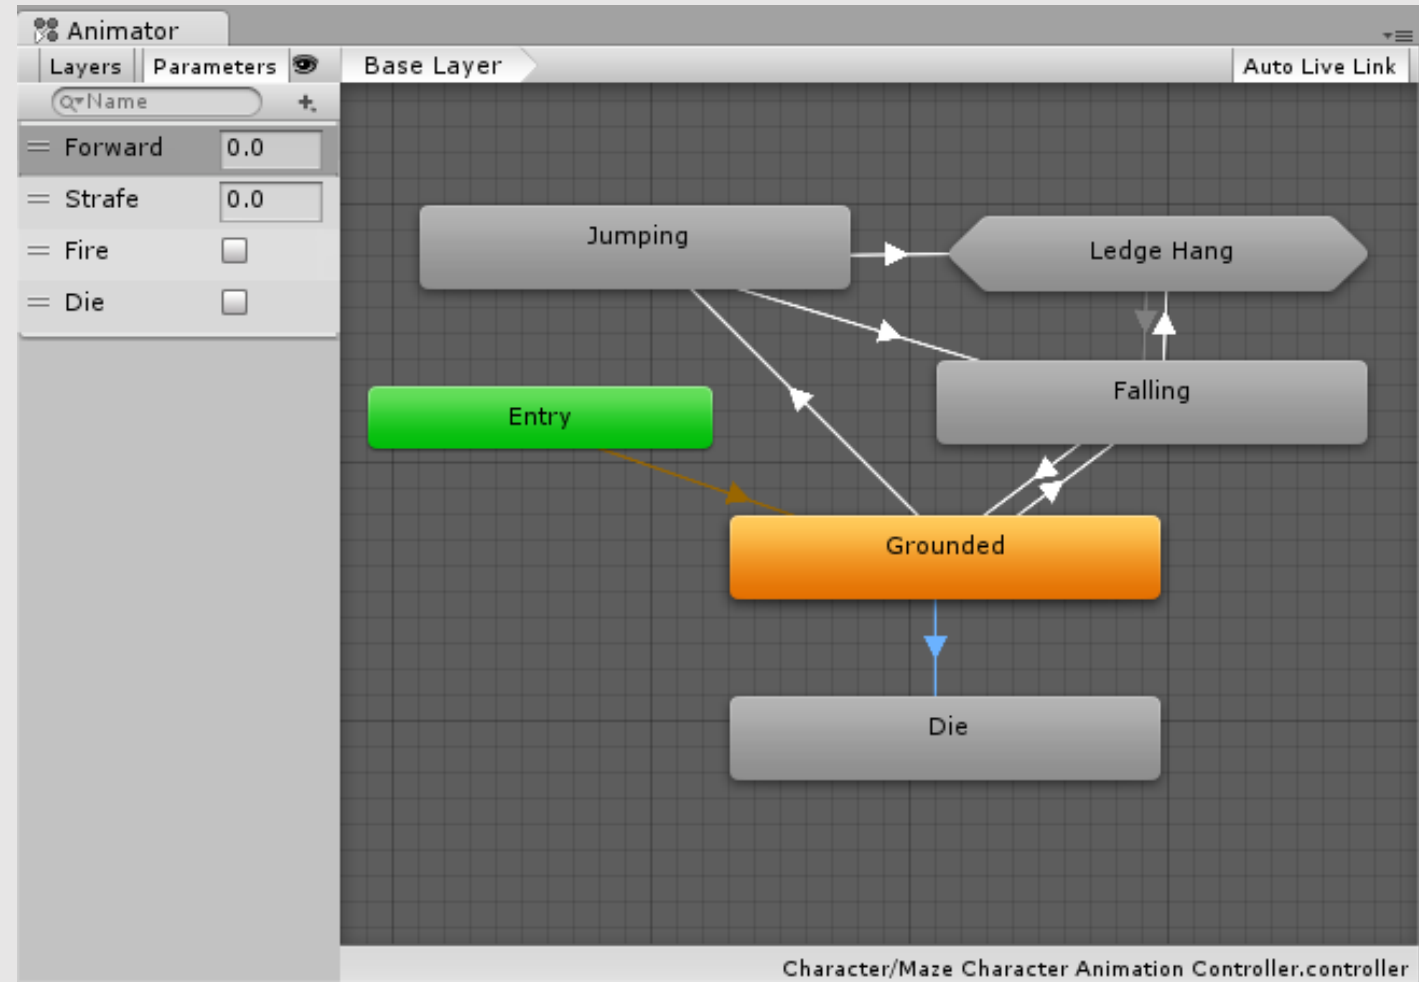 Animator
Layers Parameters Base Layer Auto Live Link
Name
Forward 0.0
Strafe 0.0
Fire
Die
Jumping
Ledge Hang
Falling
Entry
Grounded
Die
Character/Maze Character Animation Controller.controller